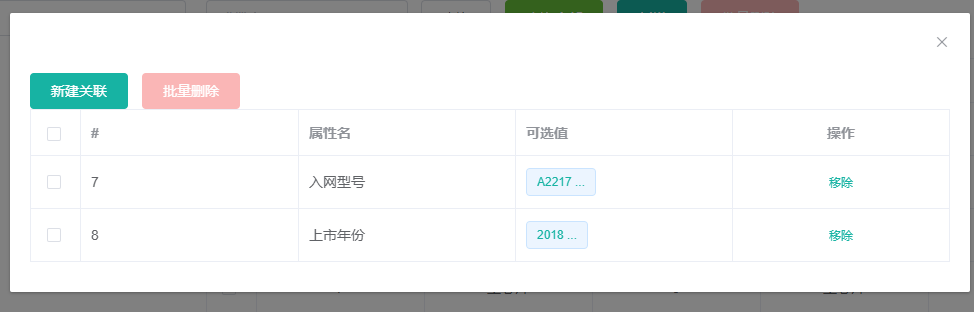 新建关联 批量删除
# 属性名 可选值 操作
7 入网型号 A2217 ... 移除
8 上市年份 2018 ... 移除